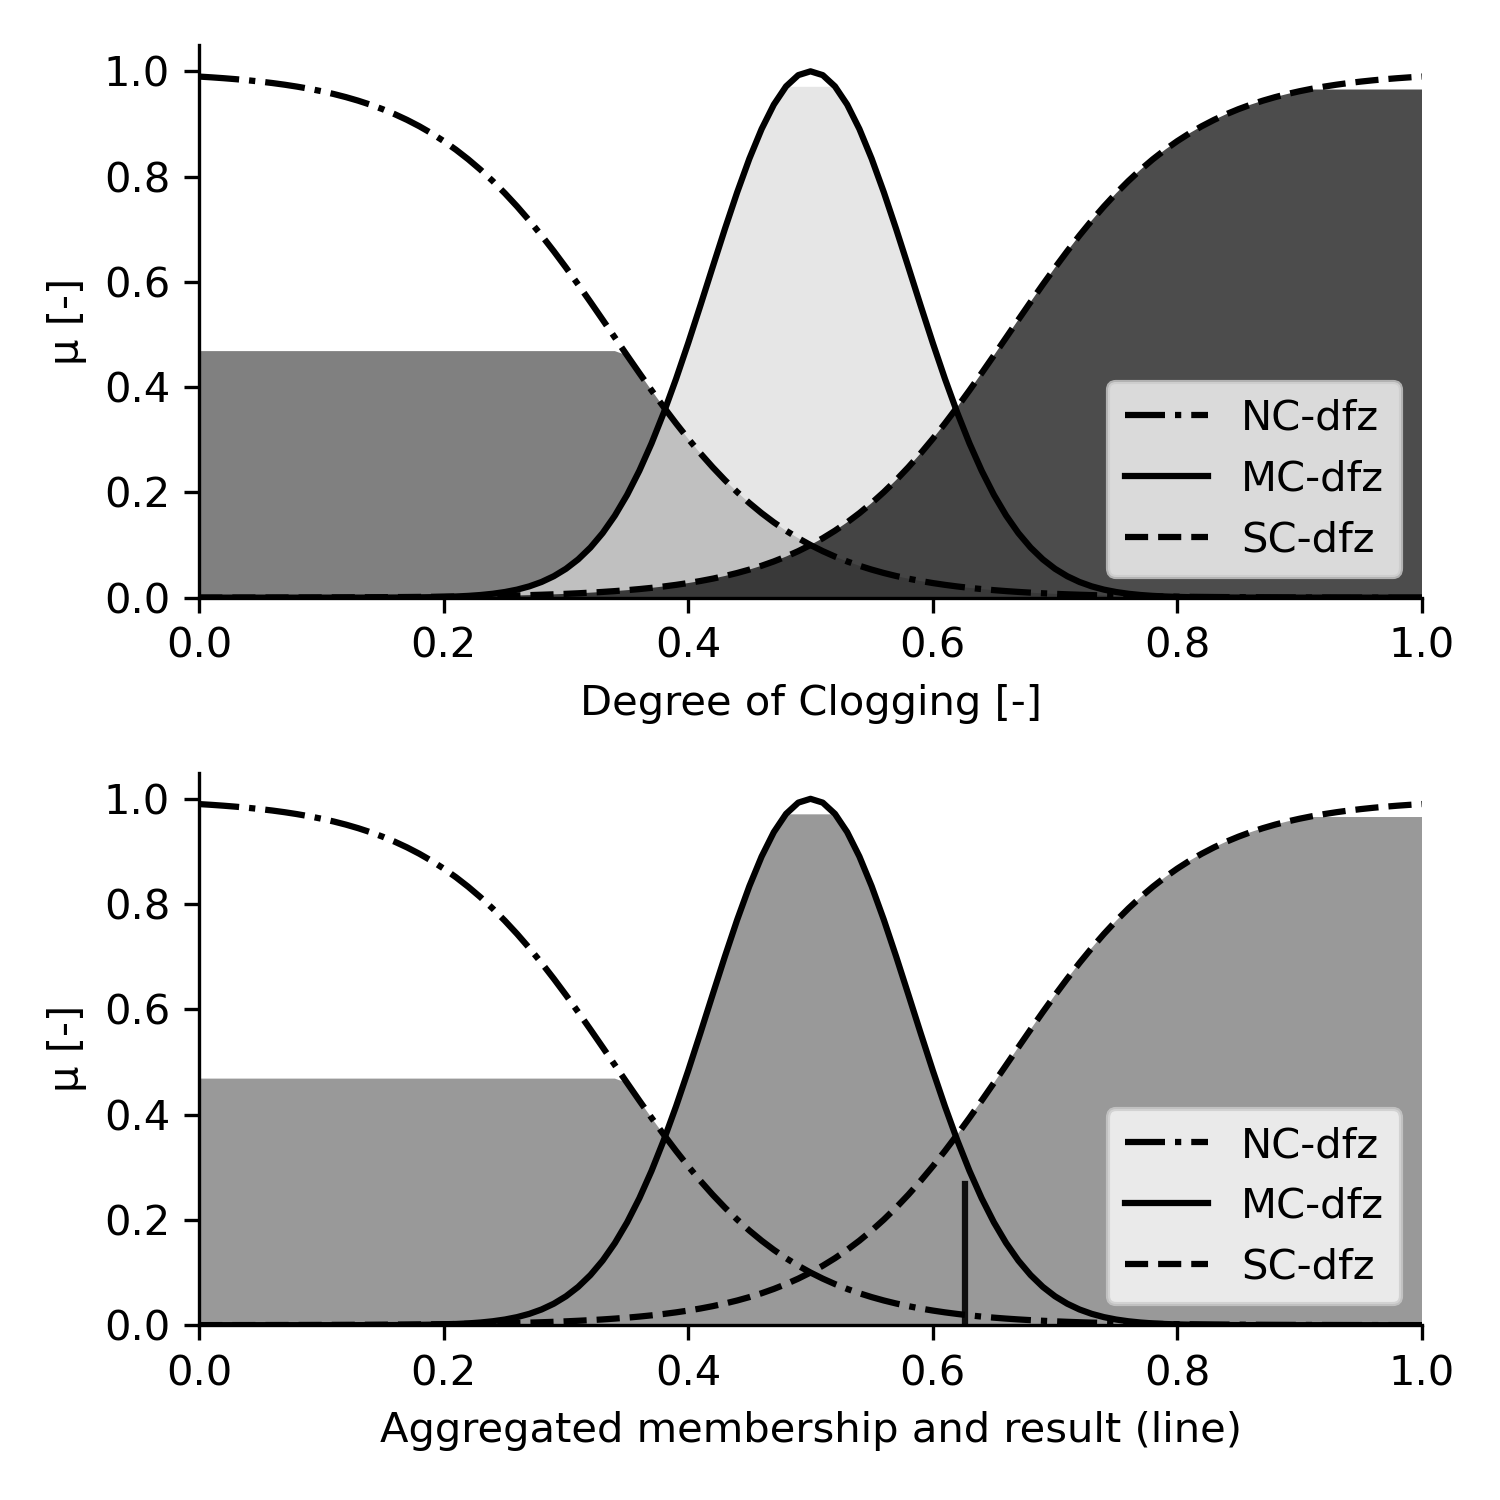 1.0
0.8
0.6
0.4
0.2
0.0
µ [-]
NC-dfz
MC-dfz
SC-dfz
0.0 0.2 0.4 0.6 0.8 1.0
Degree of Clogging [-]
1.0
0.8
0.6
0.4
0.2
0.0
µ [-]
NC-dfz
MC-dfz
SC-dfz
0.0 0.2 0.4 0.6 0.8 1.0
Aggregated membership and result (line)